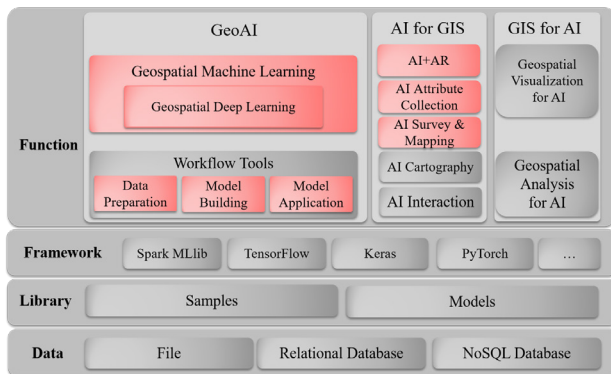 GeoAI
AI for GIS
GIS for AI
Function
Geospatial Machine Learning
Geospatial Deep Learning
Workflow Tools
Data
Preparation
Model
Building
Model
Application
AI+AR
AI Attribute
Collection
AI Survey &
Mapping
AI Cartography
AI Interaction
Geospatial
Visualization
for AI
Geospatial
Analysis
for AI
Framework
Spark MLlib
TensorFlow
Keras
PyTorch
...
Library
Samples
Models
Data
File
Relational Database
NoSQL Database